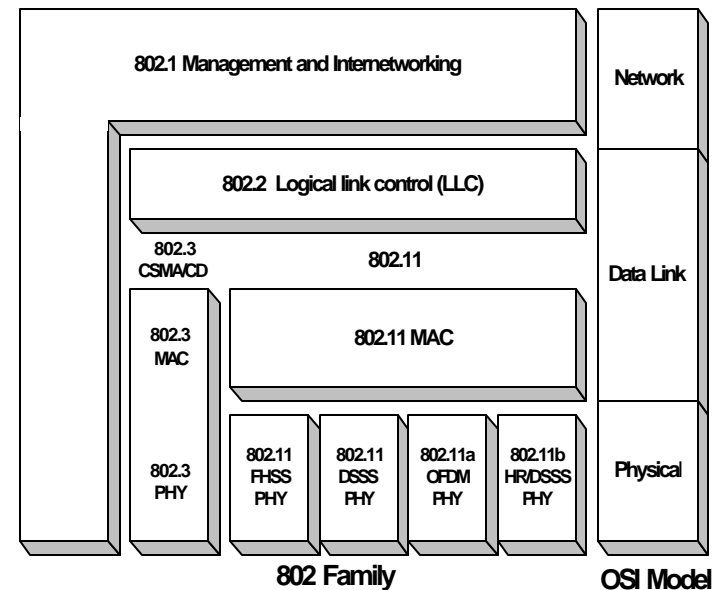 802.1 Management and Internetworking
Network
802.2 Logical link control (LLC)
802.3
CSMA/CD
802.11
Data Link
802.3
MAC
802.11 MAC
802.3
PHY
802.11
FHSS
PHY
802.11
DSSS
PHY
802.11a
OFDM
PHY
802.11b
HR/DSSS
PHY
Physical
802 Family
OSI Model